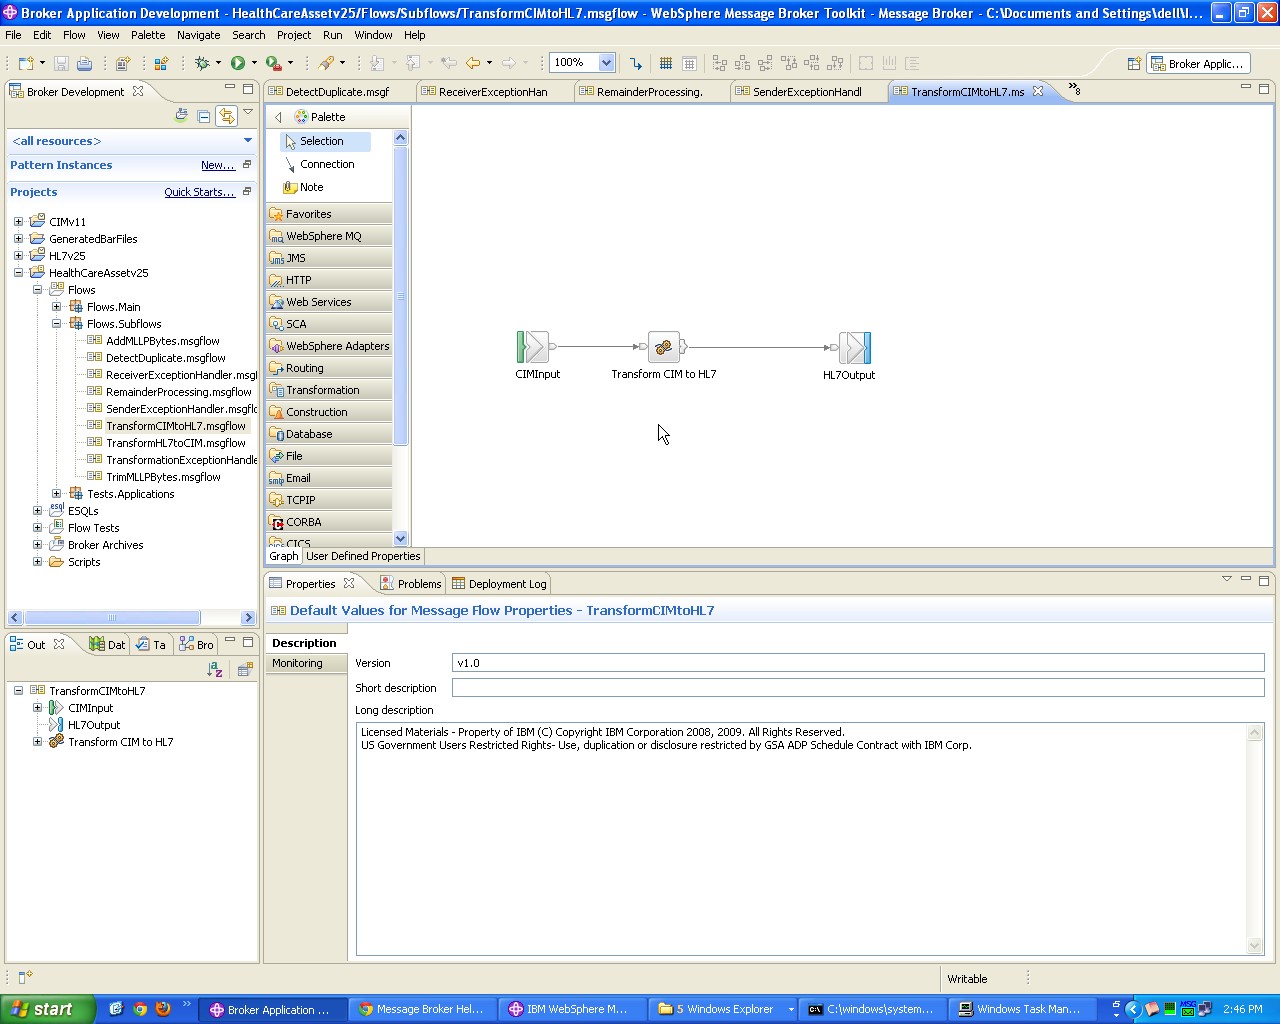 Broker Application Development - HealthCareAssetv25/Flows/Subflows/TransformCIMtoHL7.msgflow - WebSphere Message Broker Toolkit - Message Broker - C:\Documents and Settings\dell\I...
File Edit Flow View Palette Navigate Search Project Run Window Help
100% Broker Applic...
Broker Development
DetectDuplicate.msgf ReceiverExceptionHan RemainderProcessing. SenderExceptionHandl TransformCIMtoHL7.ms »8
<all resources>
Pattern Instances New...
Projects Quick Starts...
CIMv11
GeneratedBarFiles
HL7v25
HealthCareAssetv25
Flows
Flows.Main
Flows.Subflows
AddMLLPBytes.msgflow
DetectDuplicate.msgflow
ReceiverExceptionHandler.msgfl
RemainderProcessing.msgflow
SenderExceptionHandler.msgflc
TransformCIMtoHL7.msgflow
TransformHL7toCIM.msgflow
TransformationExceptionHandle
TrimMLLPBytes.msgflow
Tests.Applications
esql ESQLs
Flow Tests
Broker Archives
Scripts
Palette
Selection
Connection
Note
Favorites
WebSphere MQ
JMS
HTTP
Web Services
SCA
WebSphere Adapters
Routing
Transformation
Construction
Database
File
Email
TCPIP
CORBA
CICS
CIMInput
Transform CIM to HL7
HL7Output
Graph User Defined Properties
Out Dat Ta Bro
TransformCIMtoHL7
CIMInput
HL7Output
Transform CIM to HL7
Properties Problems Deployment Log
Default Values for Message Flow Properties - TransformCIMtoHL7
Description
Monitoring
Version v1.0
Short description
Long description
Licensed Materials - Property of IBM (C) Copyright IBM Corporation 2008, 2009. All Rights Reserved.
US Government Users Restricted Rights- Use, duplication or disclosure restricted by GSA ADP Schedule Contract with IBM Corp.
Writable
start Broker Application ... Message Broker Hel... IBM WebSphere M... 5 Windows Explorer C:\windows\system... Windows Task Man... 5 2:46 PM